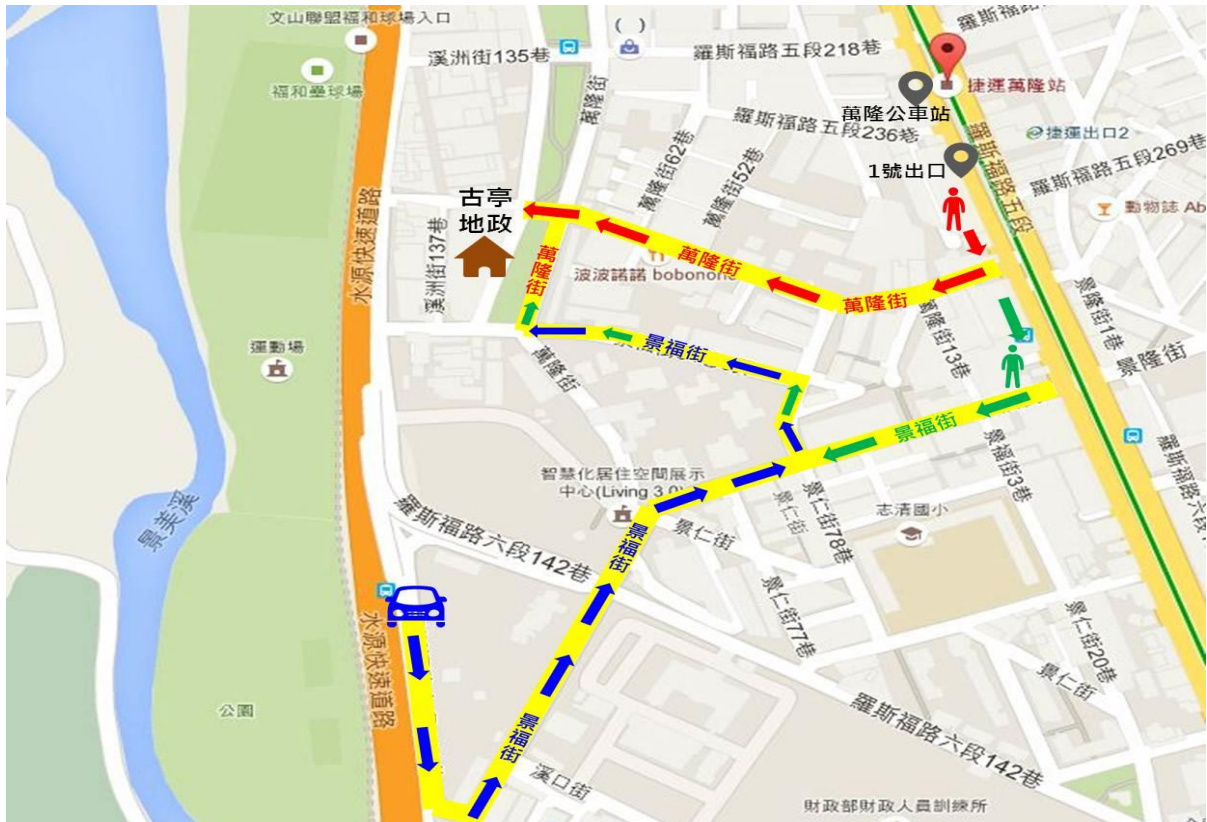 文山聯盟福和球場入口
( )
羅斯福路
溪洲街135巷
羅斯福路五段218巷
福和壘球場
捷運萬隆站
萬隆街
萬隆公車站
羅斯福路五段236巷
捷運出口2
1號出口
羅斯福路五段269巷
萬隆街62巷
萬隆街52巷
羅斯福路五段
動物誌 Ab
古亭
地政
水源快速道路
溪洲街137巷
萬隆街
萬隆街
波波諾諾 bobonono
萬隆街
萬隆街13巷
景隆街1巷
景隆街
運動場
景福街
萬隆街
景福街
景福街3巷
羅斯福路六段
智慧化居住空間展示
中心(Living 3.0)
景仁街
景仁街
景仁街78巷
志清國小
景美溪
羅斯福路六段142巷
景福街
景仁街77巷
景仁街20巷
水源快速道路
景仁街
公園
景福街
羅斯福路六段142巷
溪口街
財政部財政人員訓練所